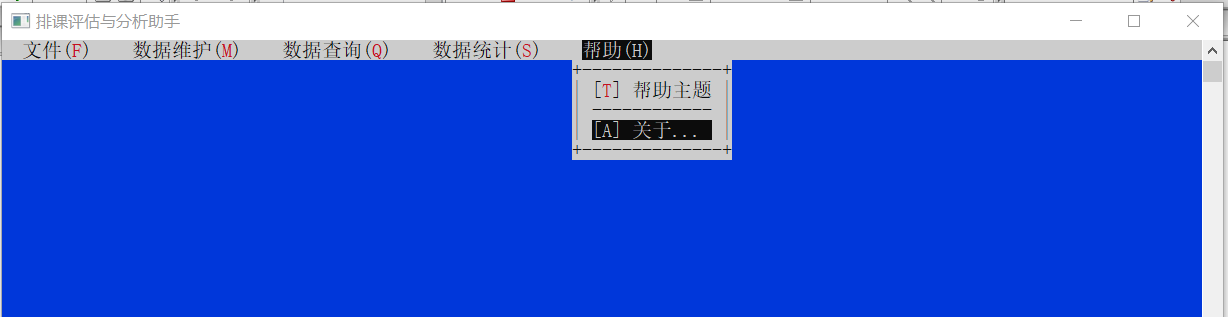 排课评估与分析助手
文件(F) 数据维护(M) 数据查询(Q) 数据统计(S) 帮助(H)
[T] 帮助主题
[A] 关于...